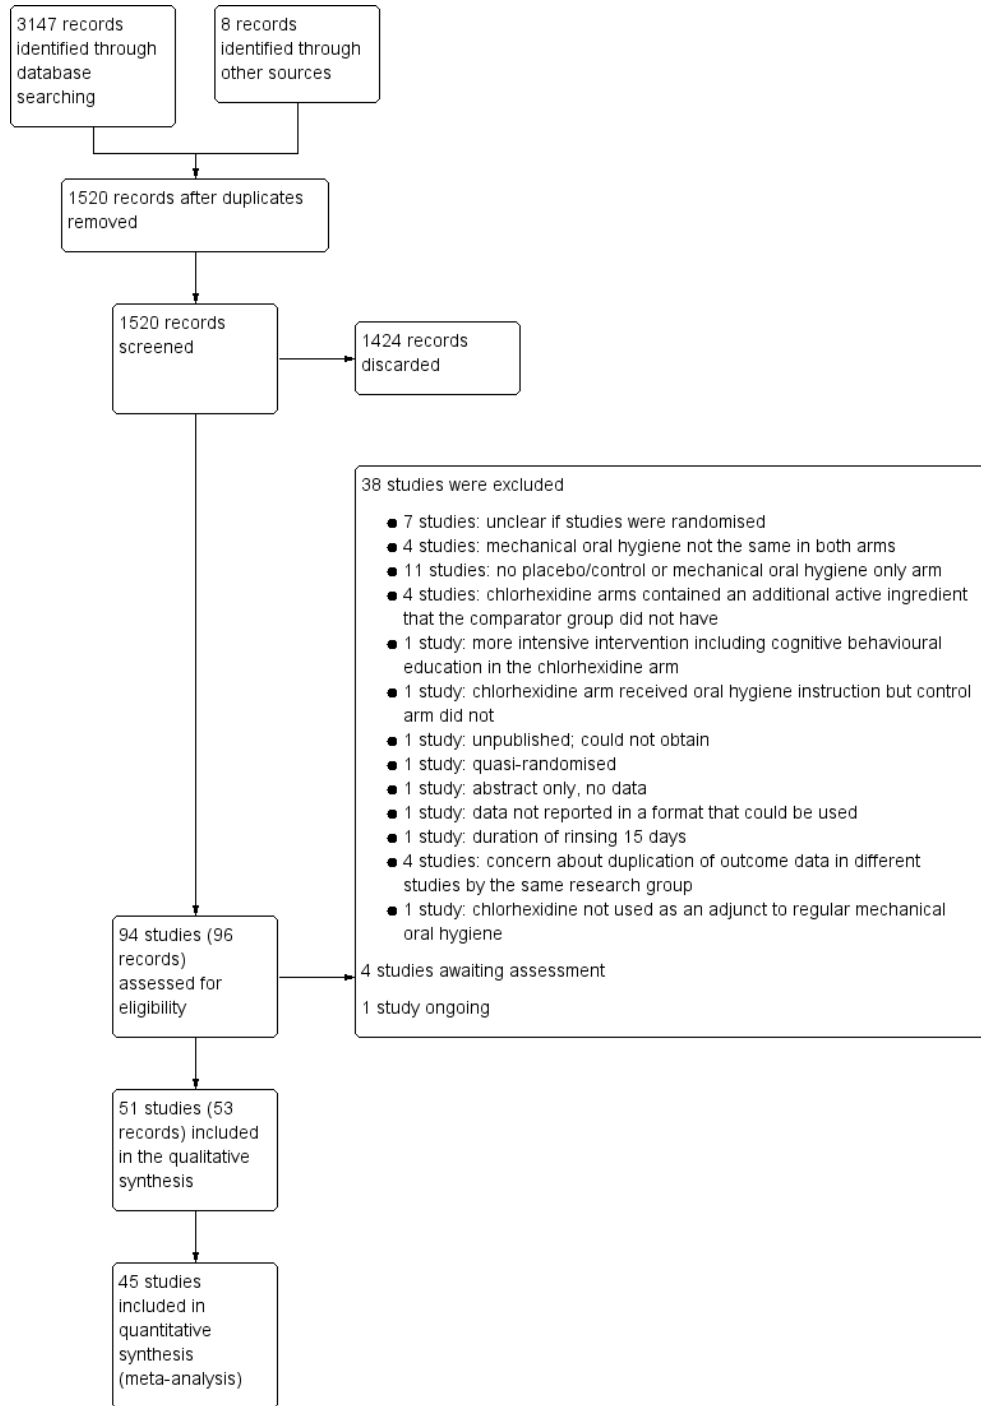 3147 records
identified through
database
searching
8 records
identified through
other sources
1520 records after duplicates
removed
1520 records
screened
1424 records
discarded
38 studies were excluded
● 7 studies: unclear if studies were randomised
● 4 studies: mechanical oral hygiene not the same in both arms
● 11 studies: no placebo/control or mechanical oral hygiene only arm
● 4 studies: chlorhexidine arms contained an additional active ingredient
that the comparator group did not have
● 1 study: more intensive intervention including cognitive behavioural
education in the chlorhexidine arm
● 1 study: chlorhexidine arm received oral hygiene instruction but control
arm did not
● 1 study: unpublished; could not obtain
● 1 study: quasi-randomised
● 1 study: abstract only, no data
● 1 study: data not reported in a format that could be used
● 1 study: duration of rinsing 15 days
● 4 studies: concern about duplication of outcome data in different
studies by the same research group
● 1 study: chlorhexidine not used as an adjunct to regular mechanical
oral hygiene
4 studies awaiting assessment
1 study ongoing
94 studies (96
records)
assessed for
eligibility
51 studies (53
records) included
in the qualitative
synthesis
45 studies
included in
quantitative
synthesis
(meta-analysis)